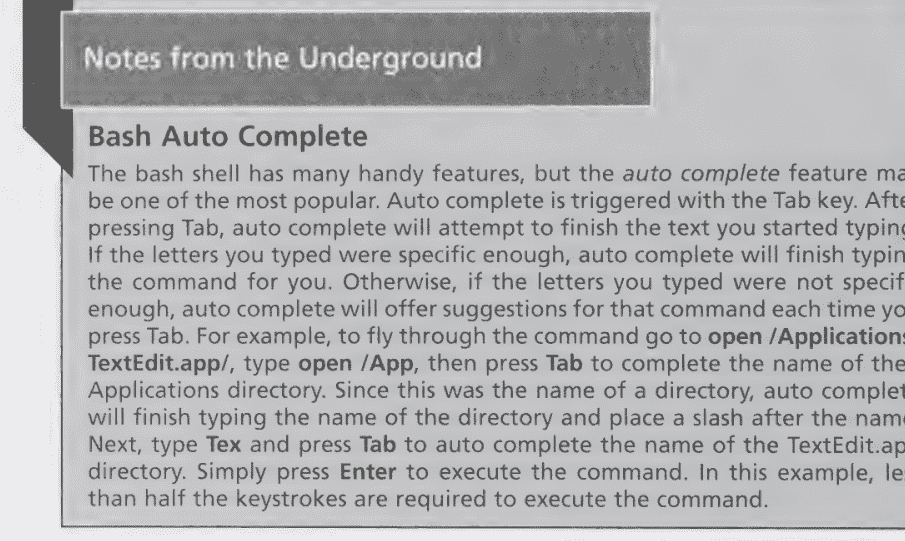 Notes from the Underground
Bash Auto Complete
The bash shell has many handy features, but the auto complete feature ma
be one of the most popular. Auto complete is triggered with the Tab key. Afte
pressing Tab, auto complete will attempt to finish the text you started typing
If the letters you typed were specific enough, auto complete will finish typin
the command for you. Otherwise, if the letters you typed were not specif
enough, auto complete will offer suggestions for that command each time yo
press Tab. For example, to fly through the command go to open /Applications
TextEdit.app/, type open /App, then press Tab to complete the name of the
Applications directory. Since this was the name of a directory, auto complet
will finish typing the name of the directory and place a slash after the name
Next, type Tex and press Tab to auto complete the name of the TextEdit.ap
directory. Simply press Enter to execute the command. In this example, les
than half the keystrokes are required to execute the command.